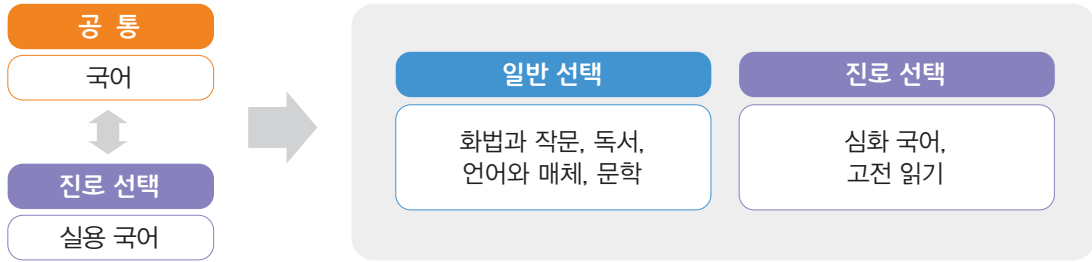 공 통
국어
진로 선택
실용 국어
일반 선택
화법과 작문, 독서,
언어와 매체, 문학
진로 선택
심화 국어,
고전 읽기